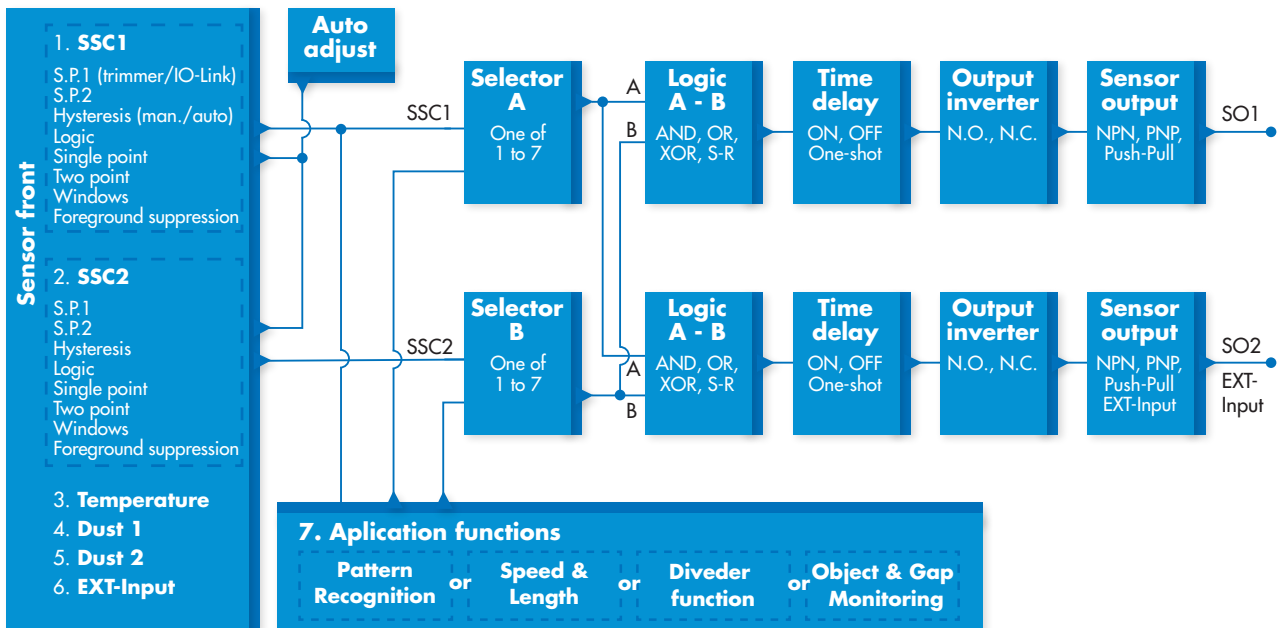 Sensor front
1. SSC1
S.P.1 (trimmer/IO-Link)
S.P.2
Hysteresis (man./auto)
Logic
Single point
Two point
Windows
Foreground suppression
2. SSC2
S.P.1
S.P.2
Hysteresis
Logic
Single point
Two point
Windows
Foreground suppression
3. Temperature
4. Dust 1
5. Dust 2
6. EXT-Input
Auto
adjust
SSC1
Selector
A
One of
1 to 7
A
B
Logic
A - B
AND, OR,
XOR, S-R
Time
delay
ON, OFF
One-shot
Output
inverter
N.O., N.C.
Sensor
output
NPN, PNP,
Push-Pull
SO1
SSC2
Selector
B
One of
1 to 7
A
B
Logic
A - B
AND, OR,
XOR, S-R
Time
delay
ON, OFF
One-shot
Output
inverter
N.O., N.C.
Sensor
output
NPN, PNP,
Push-Pull
EXT-Input
SO2
EXT-
Input
7. Aplication functions
Pattern
Recognition
or
Speed &
Length
or
Diveder
function
or
Object & Gap
Monitoring